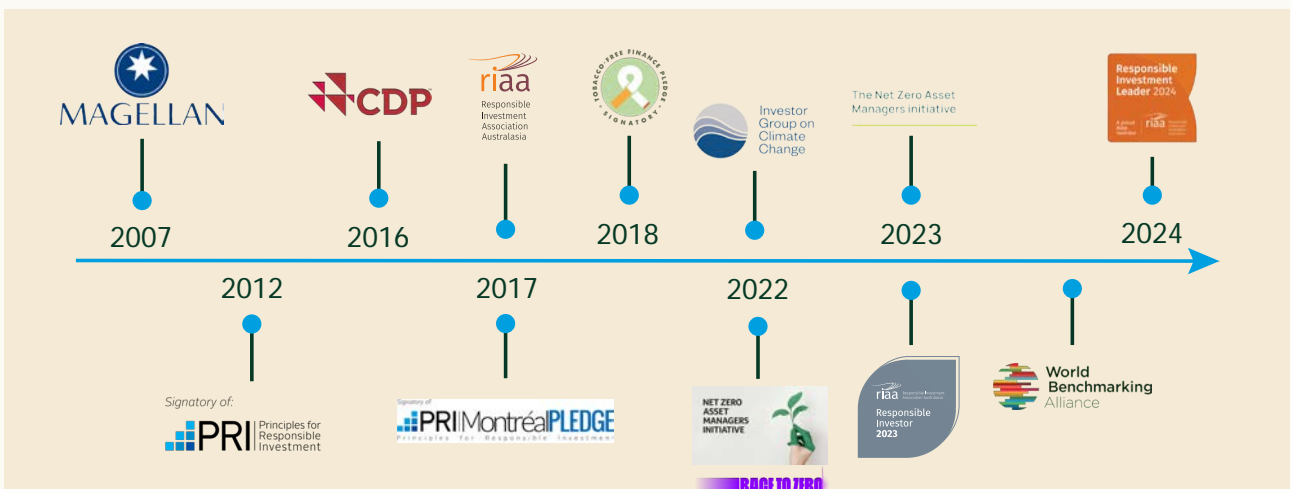 MAGELLAN
CDP
riaa
Responsible
Investment
Association
Australasia
TOBACCO-FREE FINANCE PLEDGE
SIGNATORY
Investor
Group on
Climate
Change
The Net Zero Asset
Managers initiative
Responsible
Investment
Leader 2024
riaa
2007
2016
2018
2023
2024
2012
2017
2022
Signatory of:
PRI
Principles for
Responsible
Investment
Signatory of
PRI MontréalPLEDGE
Principles for Responsible Investment
NET ZERO
ASSET
MANAGERS
INITIATIVE
RACE TO ZERO
riaa
Responsible
Investor
2023
World
Benchmarking
Alliance